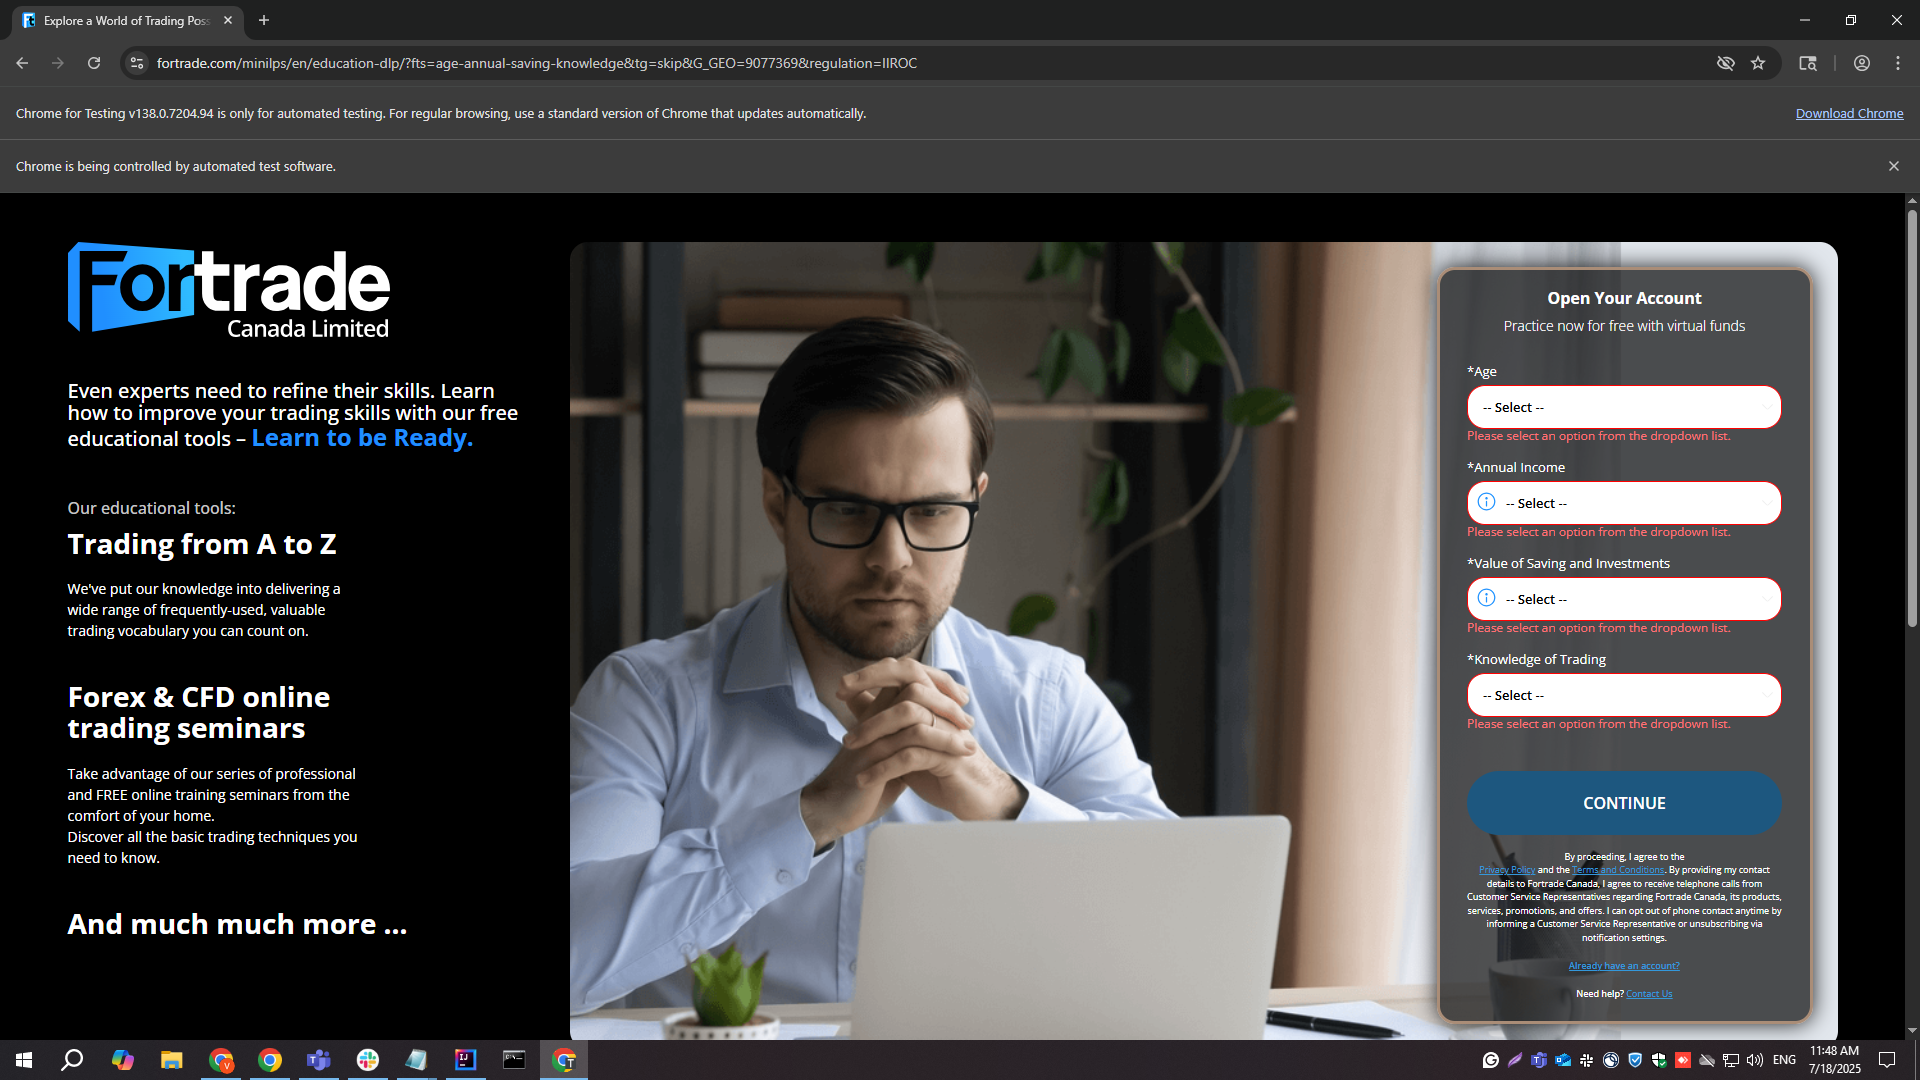 Explore a World of Trading Poss
fortrade.com/minilps/en/education-dlp/?fts=age-annual-saving-knowledge&tg=skip&G_GEO=9077369&regulation=IIROC
Chrome for Testing v138.0.7204.94 is only for automated testing. For regular browsing, use a standard version of Chrome that updates automatically.
Download Chrome
Chrome is being controlled by automated test software.
Fortrade
Canada Limited
Even experts need to refine their skills. Learn
how to improve your trading skills with our free
educational tools – Learn to be Ready.
Our educational tools:
Trading from A to Z
We've put our knowledge into delivering a
wide range of frequently-used, valuable
trading vocabulary you can count on.
Forex & CFD online
trading seminars
Take advantage of our series of professional
and FREE online training seminars from the
comfort of your home.
Discover all the basic trading techniques you
need to know.
And much much more ...
Open Your Account
Practice now for free with virtual funds
*Age
-- Select --
Please select an option from the dropdown list.
*Annual Income
-- Select --
Please select an option from the dropdown list.
*Value of Saving and Investments
-- Select --
Please select an option from the dropdown list.
*Knowledge of Trading
-- Select --
Please select an option from the dropdown list.
CONTINUE
By proceeding, I agree to the
Privacy Policy and the Terms and Conditions. By providing my contact
details to Fortrade Canada, I agree to receive telephone calls from
Customer Service Representatives regarding Fortrade Canada, its products,
services, promotions, and offers. I can opt out of phone contact anytime by
informing a Customer Service Representative or unsubscribing via
notification settings.
Already have an account?
Need help? Contact Us
ENG
11:48 AM
7/18/2025